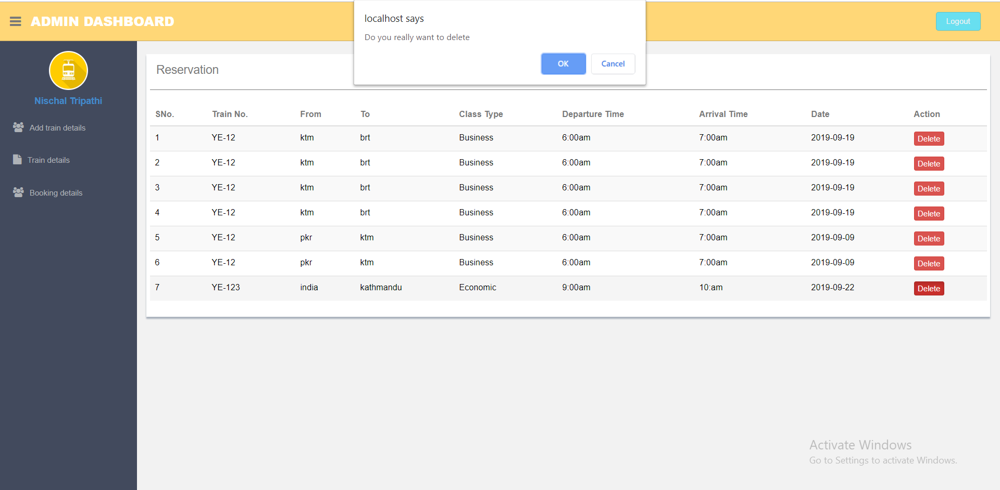 ADMIN DASHBOARD
localhost says
Do you really want to delete
OK Cancel
Logout
Nischal Tripathi
Add train details
Train details
Booking details
Reservation
SNo. Train No. From To Class Type Departure Time Arrival Time Date Action
1 YE-12 ktm brt Business 6:00am 7:00am 2019-09-19 Delete
2 YE-12 ktm brt Business 6:00am 7:00am 2019-09-19 Delete
3 YE-12 ktm brt Business 6:00am 7:00am 2019-09-19 Delete
4 YE-12 ktm brt Business 6:00am 7:00am 2019-09-19 Delete
5 YE-12 pkr ktm Business 6:00am 7:00am 2019-09-09 Delete
6 YE-12 pkr ktm Business 6:00am 7:00am 2019-09-09 Delete
7 YE-123 india kathmandu Economic 9:00am 10:am 2019-09-22 Delete
Activate Windows
Go to Settings to activate Windows.